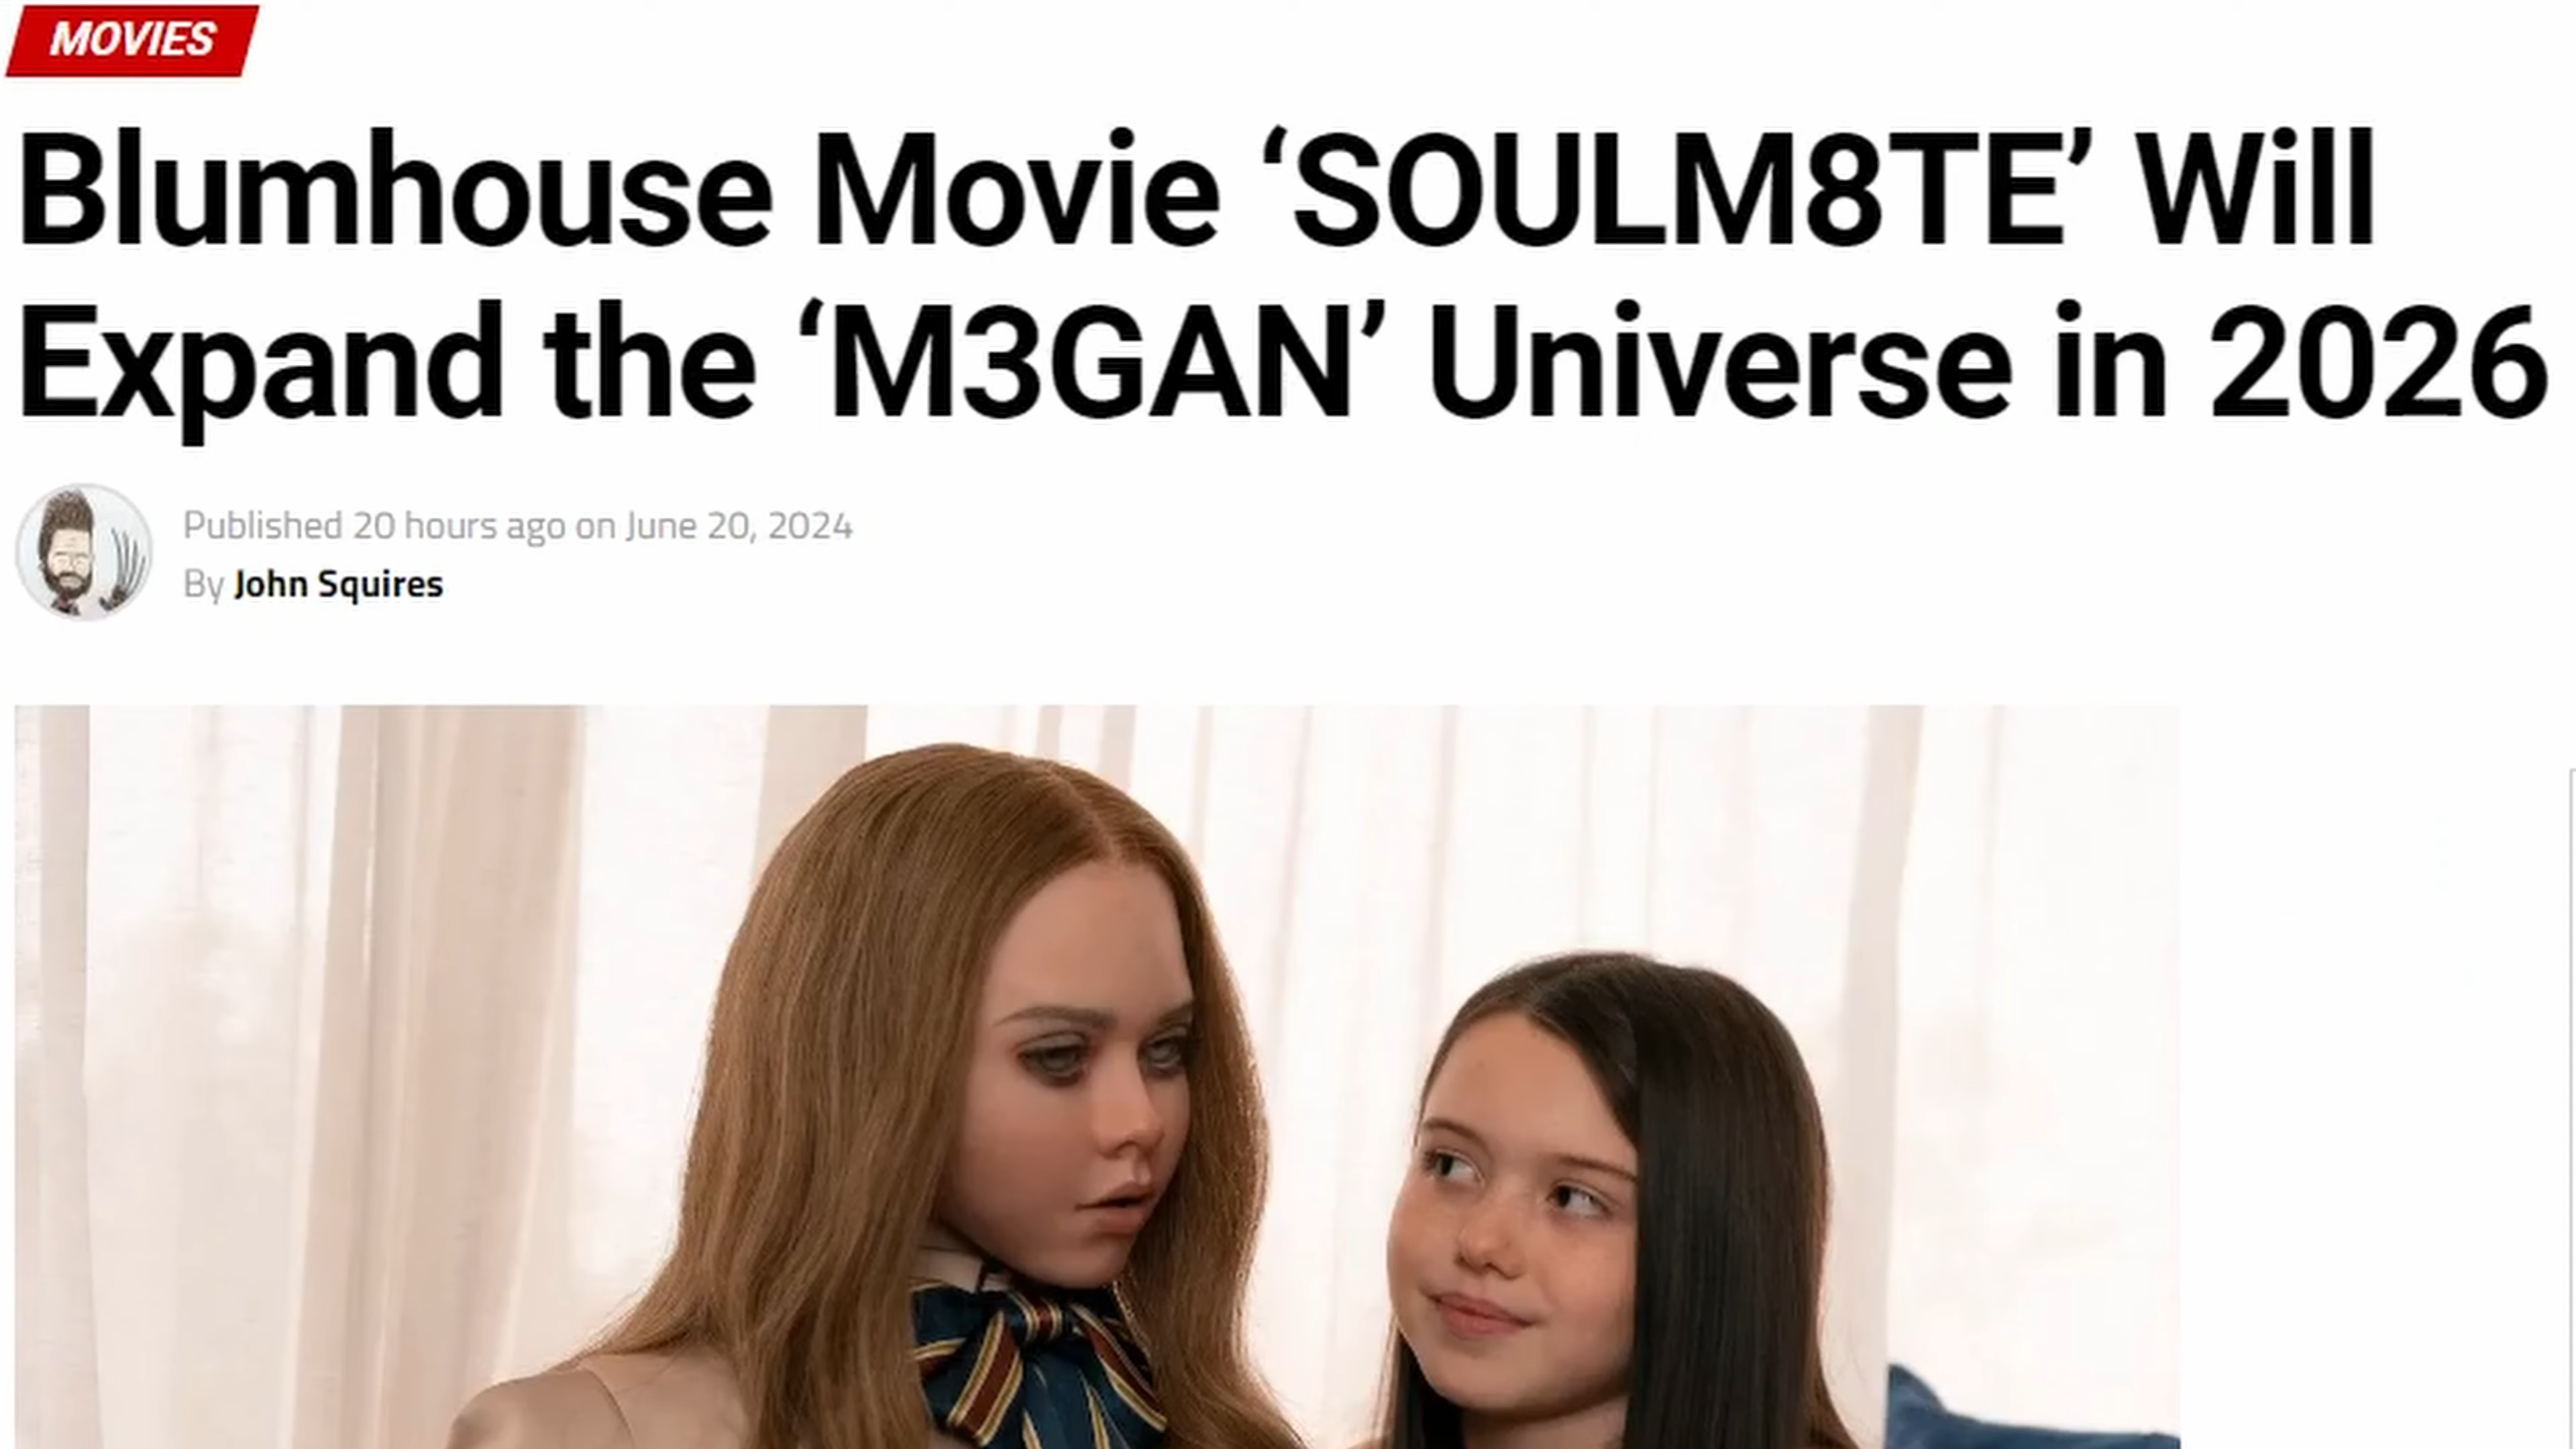 MOVIES
Blumhouse Movie ‘SOULM8TE’ Will
Expand the ‘M3GAN’ Universe in 2026
Published 20 hours ago on June 20, 2024
By John Squires